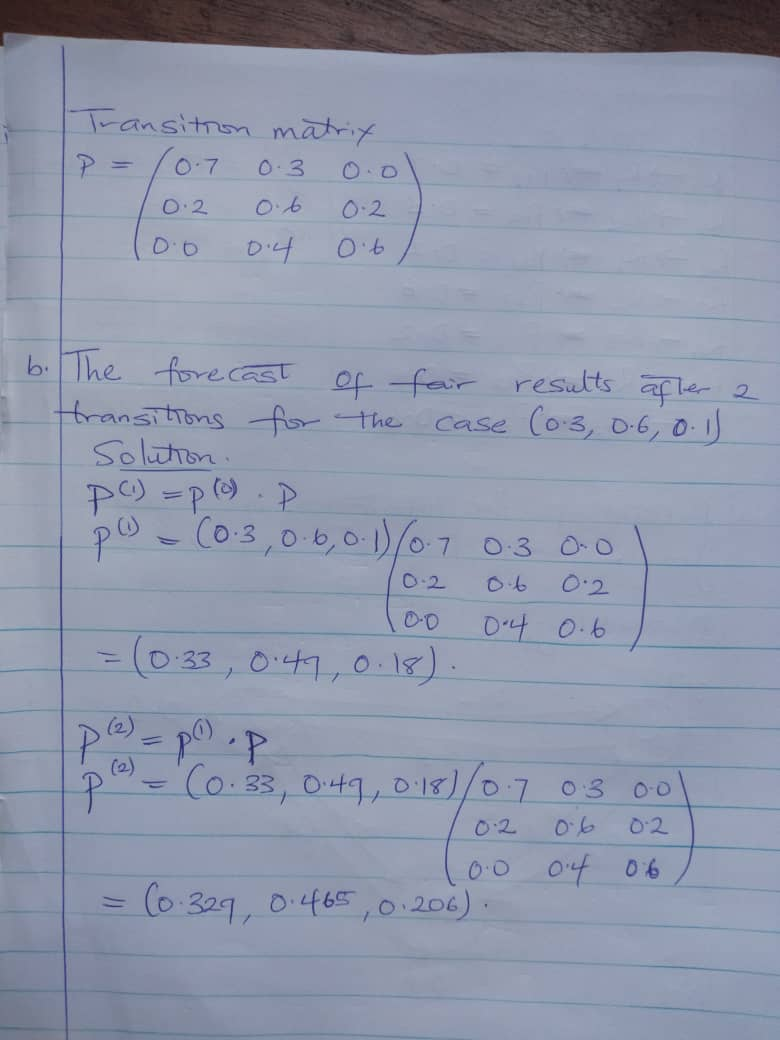 Transition matrix
P = (0.7 0.3 0.0
0.2 0.6 0.2
0.0 0.4 0.6)
b. The forecast of fair results after 2
transitions for the case (0.3, 0.6, 0.1)
Solution.
P(1) = p(0) . P
p(1) = (0.3, 0.6, 0.1) (0.7 0.3 0.0
0.2 0.6 0.2
0.0 0.4 0.6)
= (0.33, 0.49, 0.18).
p(2) = p(1) . P
p(2) = (0.33, 0.49, 0.18) (0.7 0.3 0.0
0.2 0.6 0.2
0.0 0.4 0.6)
= (0.329, 0.465, 0.206).